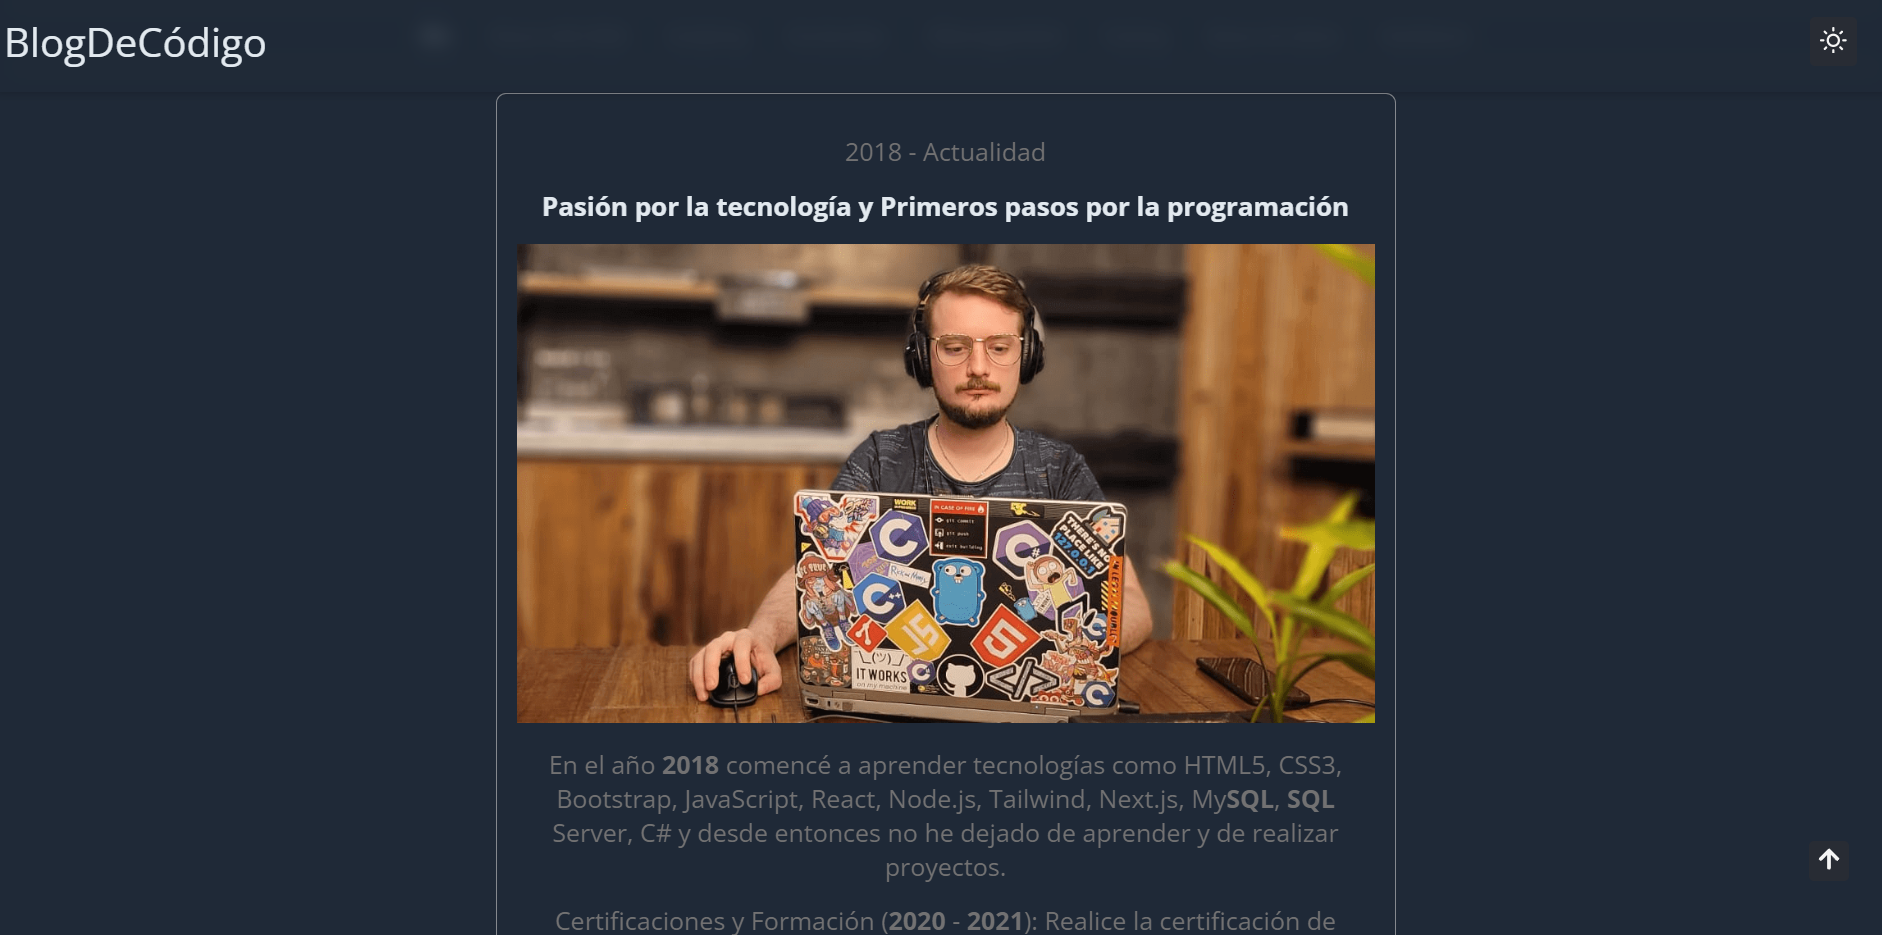 BlogDeCódigo
2018 - Actualidad
Pasión por la tecnología y Primeros pasos por la programación
WORK
IN CASE OF FIRE
git commit
git push
exit building
C
C
#
THERE'S NO
PLACE LIKE
127.0.0.1
C
++
JS
5
C
\_(ツ)_/
IT WORKS
on my machine
C
</>
C
En el año 2018 comencé a aprender tecnologías como HTML5, CSS3,
Bootstrap, JavaScript, React, Node.js, Tailwind, Next.js, MySQL, SQL
Server, C# y desde entonces no he dejado de aprender y de realizar
proyectos.
Certificaciones y Formación (2020 - 2021): Realice la certificación de